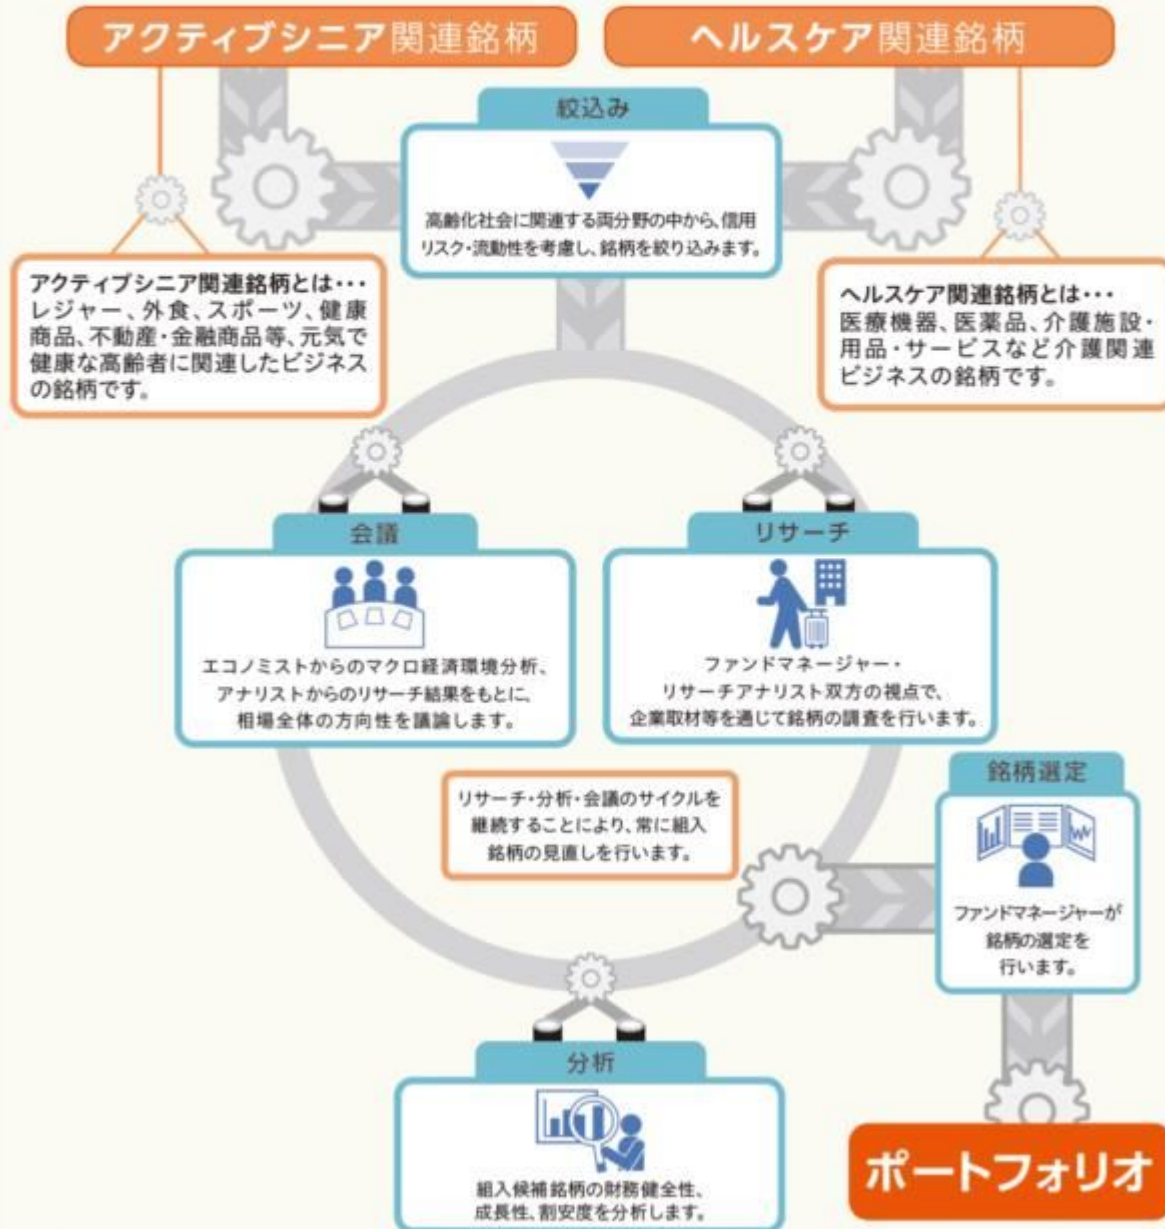 アクティブシニア関連銘柄
ヘルスケア関連銘柄
絞込み
高齢化社会に関連する両分野の中から、信用
リスク・流動性を考慮し、銘柄を絞り込みます。
アクティブシニア関連銘柄とは・・・
レジャー、外食、スポーツ、健康
商品、不動産・金融商品等、元気で
健康な高齢者に関連したビジネス
の銘柄です。
ヘルスケア関連銘柄とは・・・
医療機器、医薬品、介護施設・
用品・サービスなど介護関連
ビジネスの銘柄です。
会議
エコノミストからのマクロ経済環境分析、
アナリストからのリサーチ結果をもとに、
相場全体の方向性を議論します。
リサーチ
ファンドマネージャー・
リサーチアナリスト双方の視点で、
企業取材等を通じて銘柄の調査を行います。
リサーチ・分析・会議のサイクルを
継続することにより、常に組入
銘柄の見直しを行います。
銘柄選定
ファンドマネージャーが
銘柄の選定を
行います。
分析
組入候補銘柄の財務健全性、
成長性、割安度を分析します。
ポートフォリオ